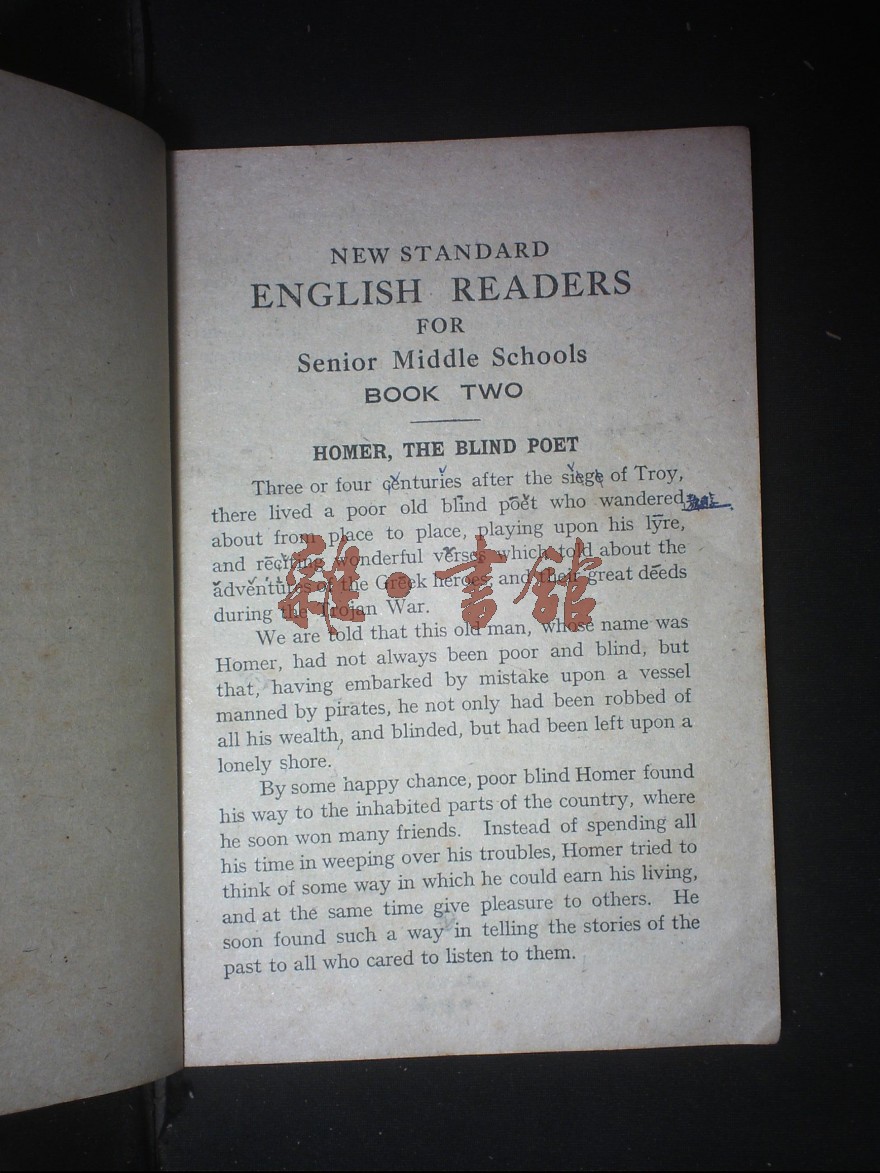 NEW STANDARD
ENGLISH READERS
FOR
Senior Middle Schools
BOOK TWO
HOMER, THE BLIND POET
Three or four centuries after the siege of Troy,
there lived a poor old blind poet who wandered
about from place to place, playing upon his lyre,
and reciting wonderful verses which told about the
adventures of the Greek heroes, and their great deeds
during the Trojan War.
We are told that this old man, whose name was
Homer, had not always been poor and blind, but
that, having embarked by mistake upon a vessel
manned by pirates, he not only had been robbed of
all his wealth, and blinded, but had been left upon a
lonely shore.
By some happy chance, poor blind Homer found
his way to the inhabited parts of the country, where
he soon won many friends. Instead of spending all
his time in weeping over his troubles, Homer tried to
think of some way in which he could earn his living,
and at the same time give pleasure to others. He
soon found such a way in telling the stories of the
past to all who cared to listen to them.
雜·書館